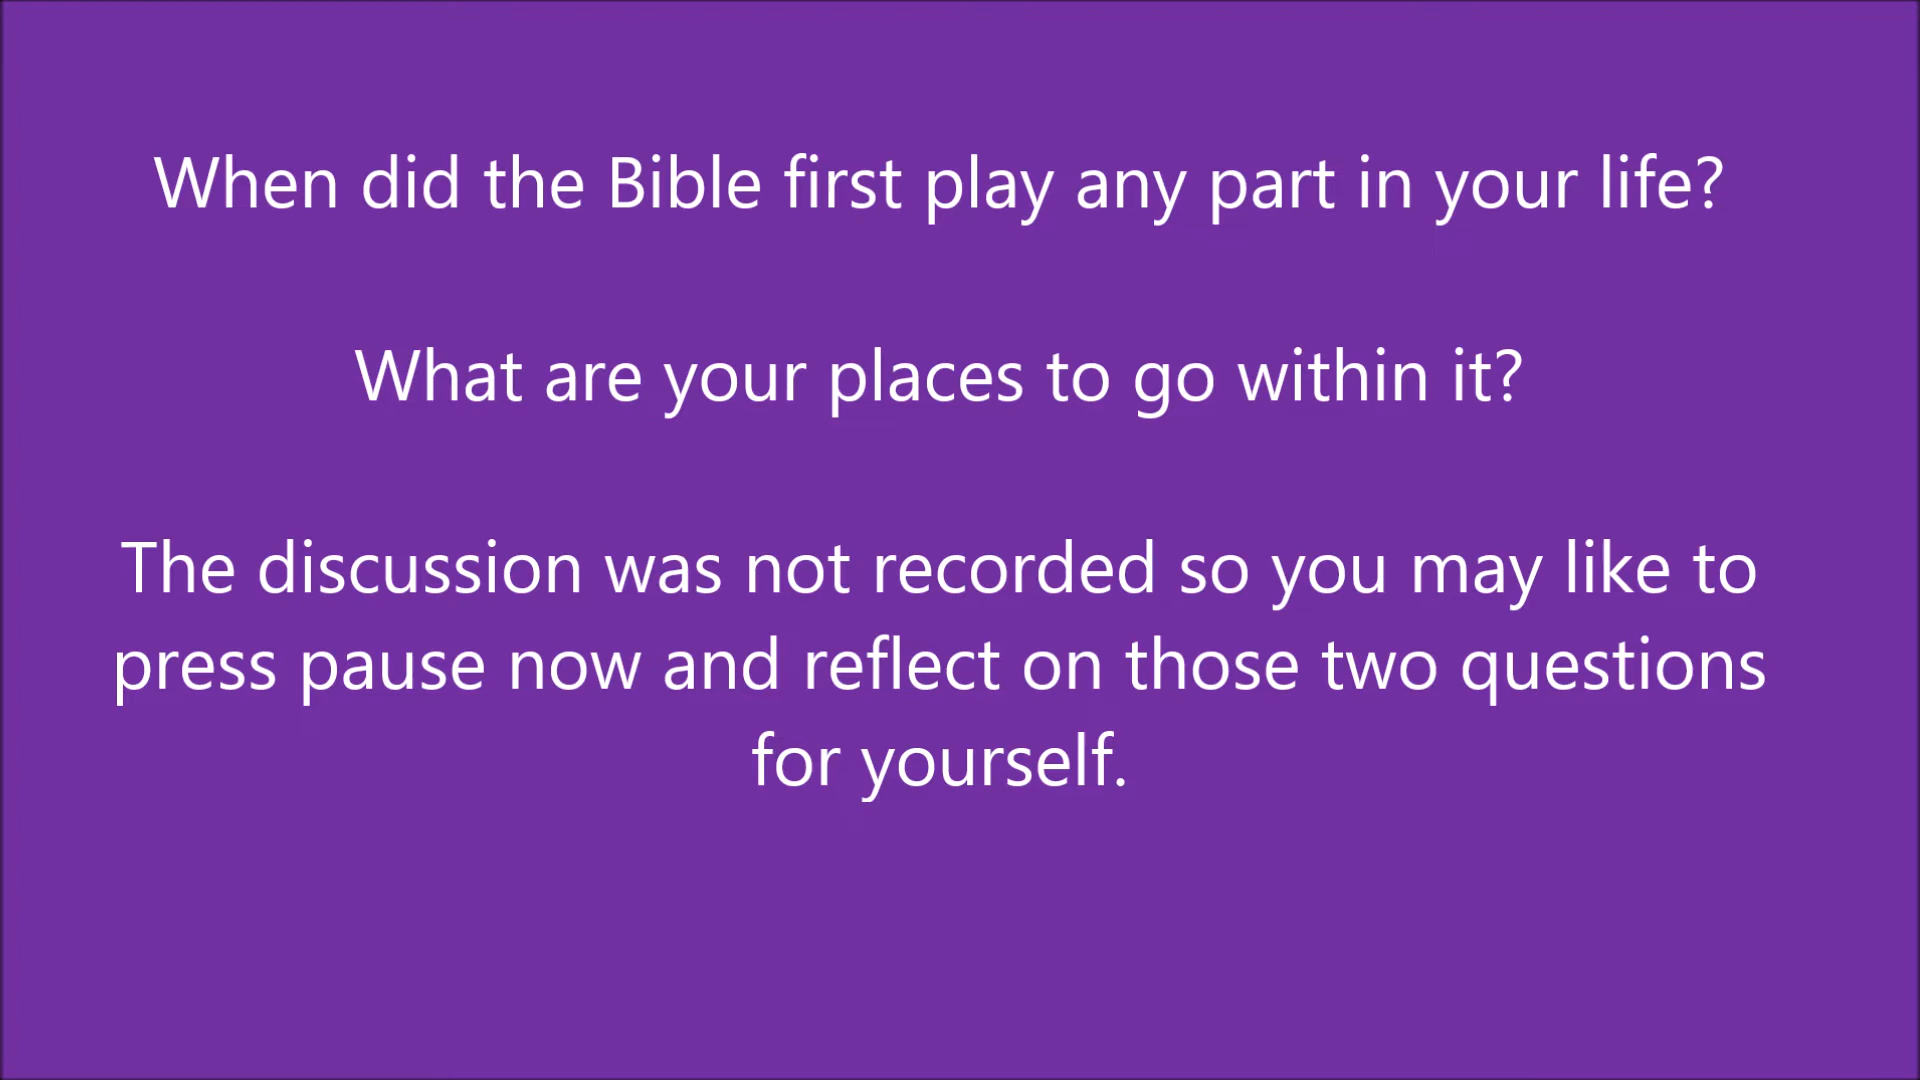 When did the Bible first play any part in your life?
What are your places to go within it?
The discussion was not recorded so you may like to
press pause now and reflect on those two questions
for yourself.